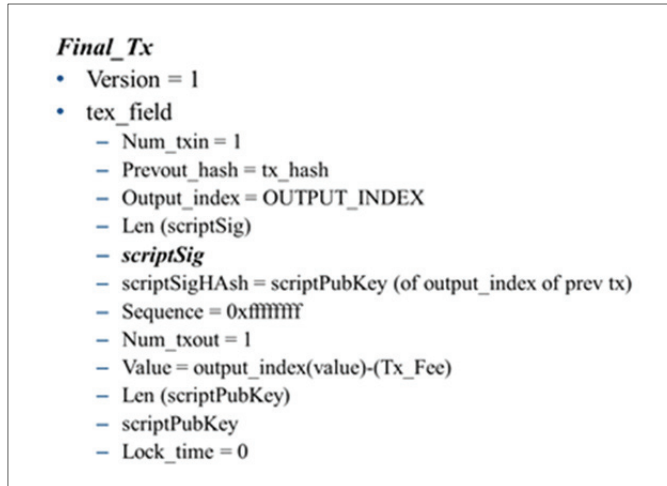 Final_Tx
• Version = 1
• tex_field
– Num_txin = 1
– Prevout_hash = tx_hash
– Output_index = OUTPUT_INDEX
– Len (scriptSig)
– scriptSig
– scriptSigHAsh = scriptPubKey (of output_index of prev tx)
– Sequence = 0xffffffff
– Num_txout = 1
– Value = output_index(value)-(Tx_Fee)
– Len (scriptPubKey)
– scriptPubKey
– Lock_time = 0